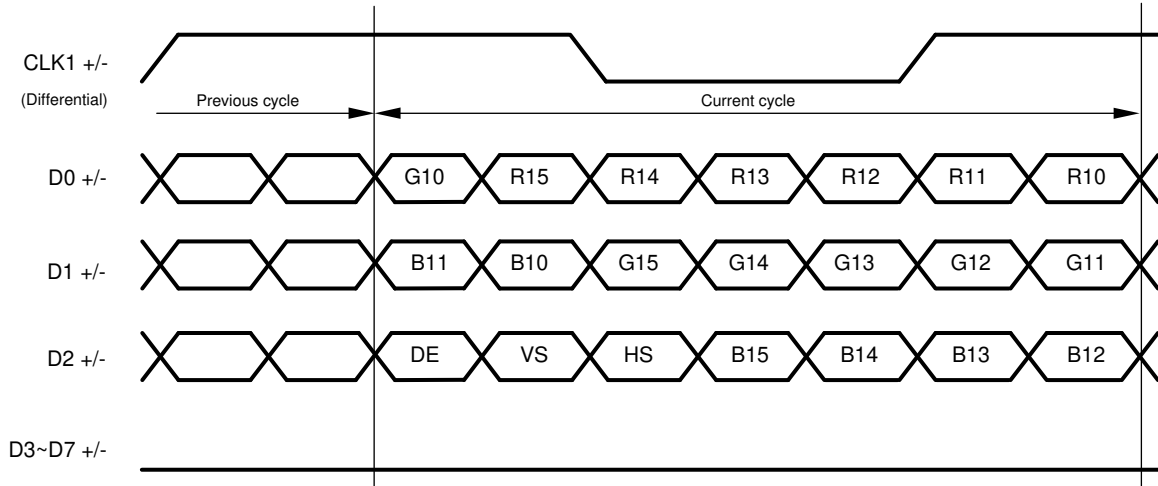 CLK1 +/-
(Differential)
Previous cycle Current cycle
D0 +/- G10 R15 R14 R13 R12 R11 R10
D1 +/- B11 B10 G15 G14 G13 G12 G11
D2 +/- DE VS HS B15 B14 B13 B12
D3~D7 +/-